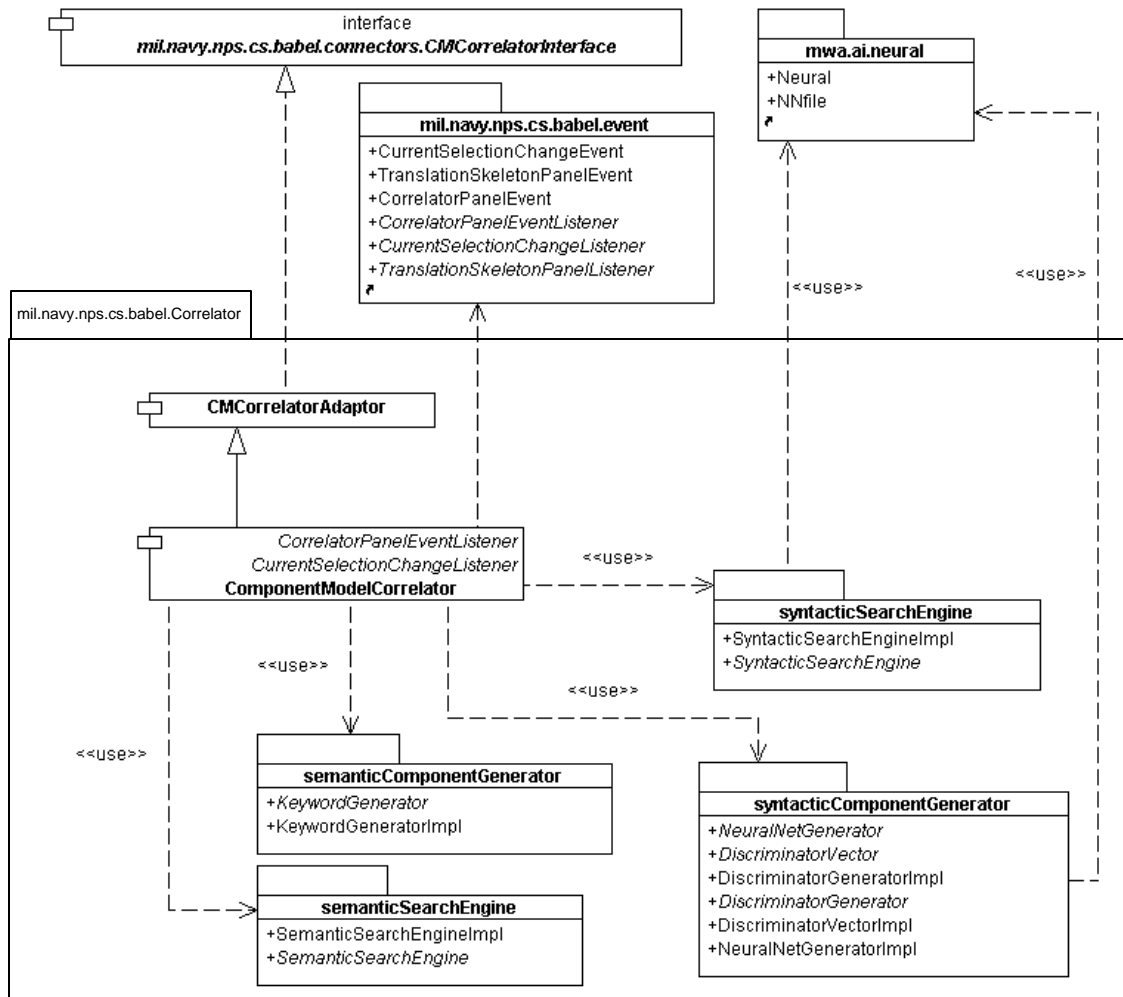 interface
mil.navy.nps.cs.babel.connectors.CMCorrelatorInterface
mwa.ai.neural
+Neural
+NNfile
mil.navy.nps.cs.babel.event
+CurrentSelectionChangeEvent
+TranslationSkeletonPanelEvent
+CorrelatorPanelEvent
+CorrelatorPanelEventListener
+CurrentSelectionChangeListener
+TranslationSkeletonPanelListener
<<use>>
<<use>>
mil.navy.nps.cs.babel.Correlator
CMCorrelatorAdaptor
CorrelatorPanelEventListener
CurrentSelectionChangeListener
ComponentModelCorrelator
<<use>>
syntacticSearchEngine
+SyntacticSearchEngineImpl
+SyntacticSearchEngine
<<use>>
<<use>>
<<use>>
semanticComponentGenerator
+KeywordGenerator
+KeywordGeneratorImpl
syntacticComponentGenerator
+NeuralNetGenerator
+DiscriminatorVector
+DiscriminatorGeneratorImpl
+DiscriminatorGenerator
+DiscriminatorVectorImpl
+NeuralNetGeneratorImpl
semanticSearchEngine
+SemanticSearchEngineImpl
+SemanticSearchEngine